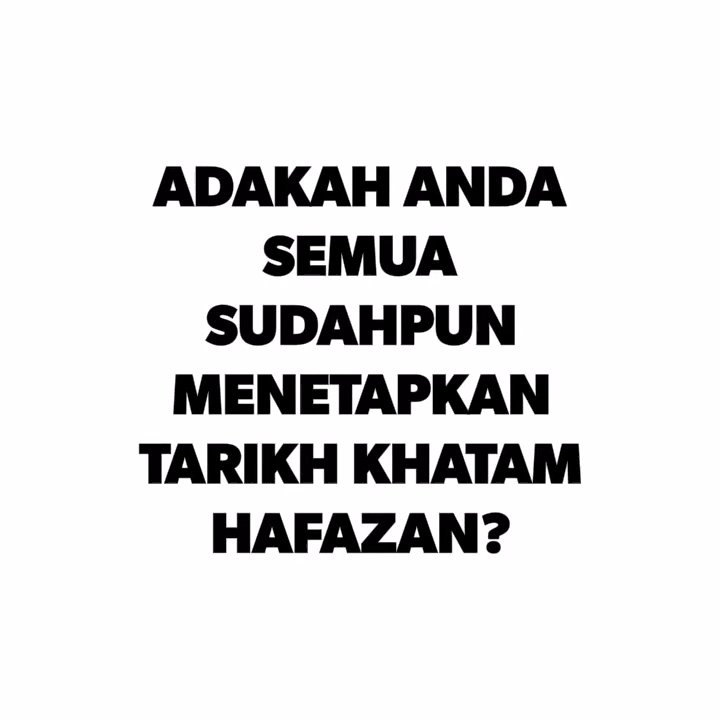 ADAKAH ANDA
SEMUA
SUDAHPUN
MENETAPKAN
TARIKH KHATAM
HAFAZAN?